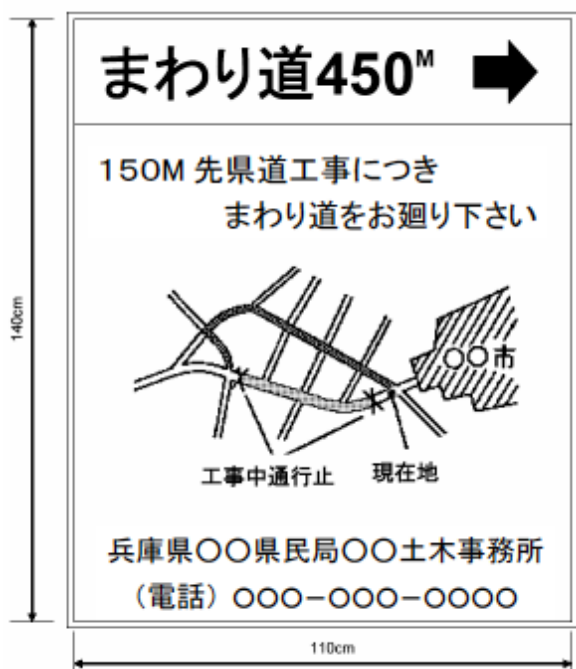 まわり道450M
150M 先県道工事につき
まわり道をお廻り下さい
○○市
工事中通行止
現在地
兵庫県○○県民局○○土木事務所
（電話）○○○−○○○−○○○○
140cm
110cm